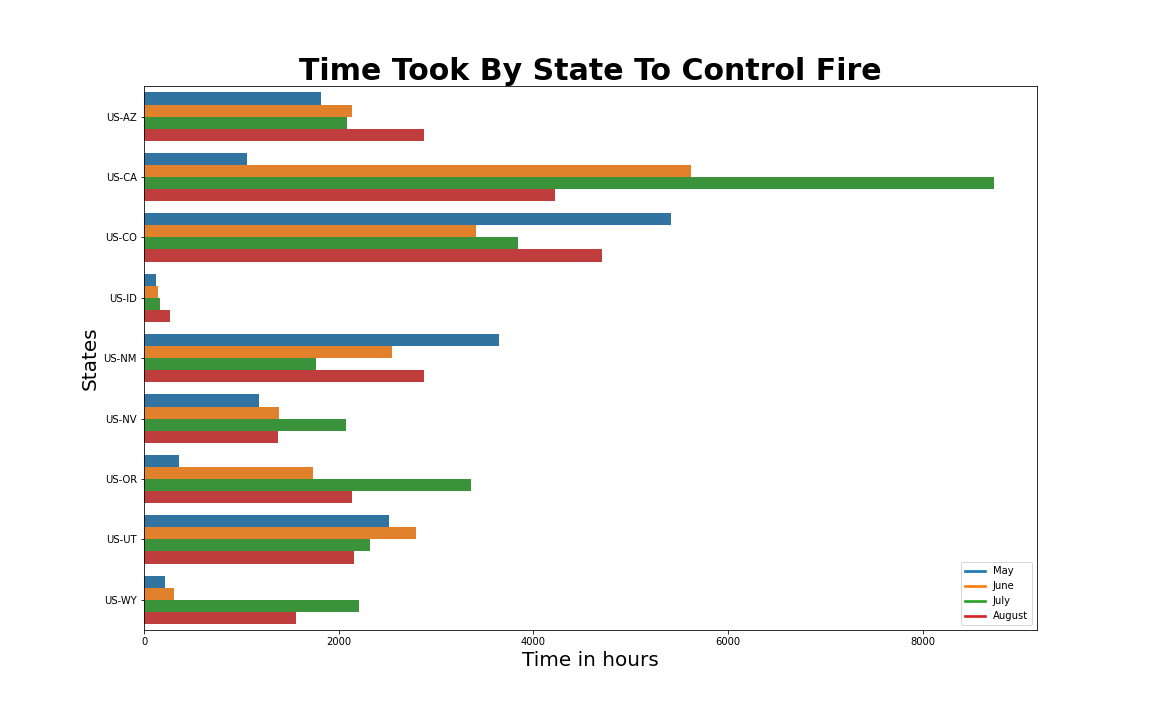 Time Took By State To Control Fire
US-AZ
US-CA
US-CO
US-ID
US-NM
US-NV
US-OR
US-UT
US-WY
States
0 2000 4000 6000 8000
Time in hours
May
June
July
August